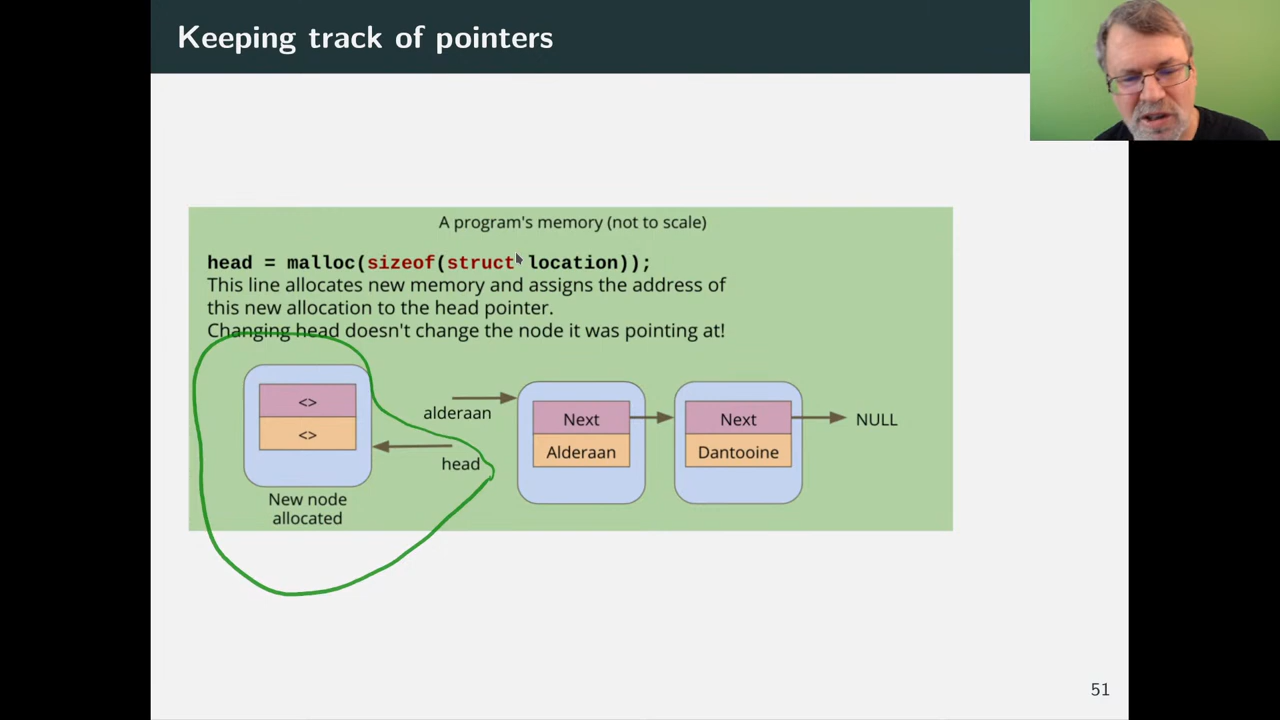 Keeping track of pointers
A program's memory (not to scale)
head = malloc(sizeof(struct location));
This line allocates new memory and assigns the address of
this new allocation to the head pointer.
Changing head doesn't change the node it was pointing at!
<>
<>
New node
allocated
alderaan
head
Next
Alderaan
Next
Dantooine
NULL
51